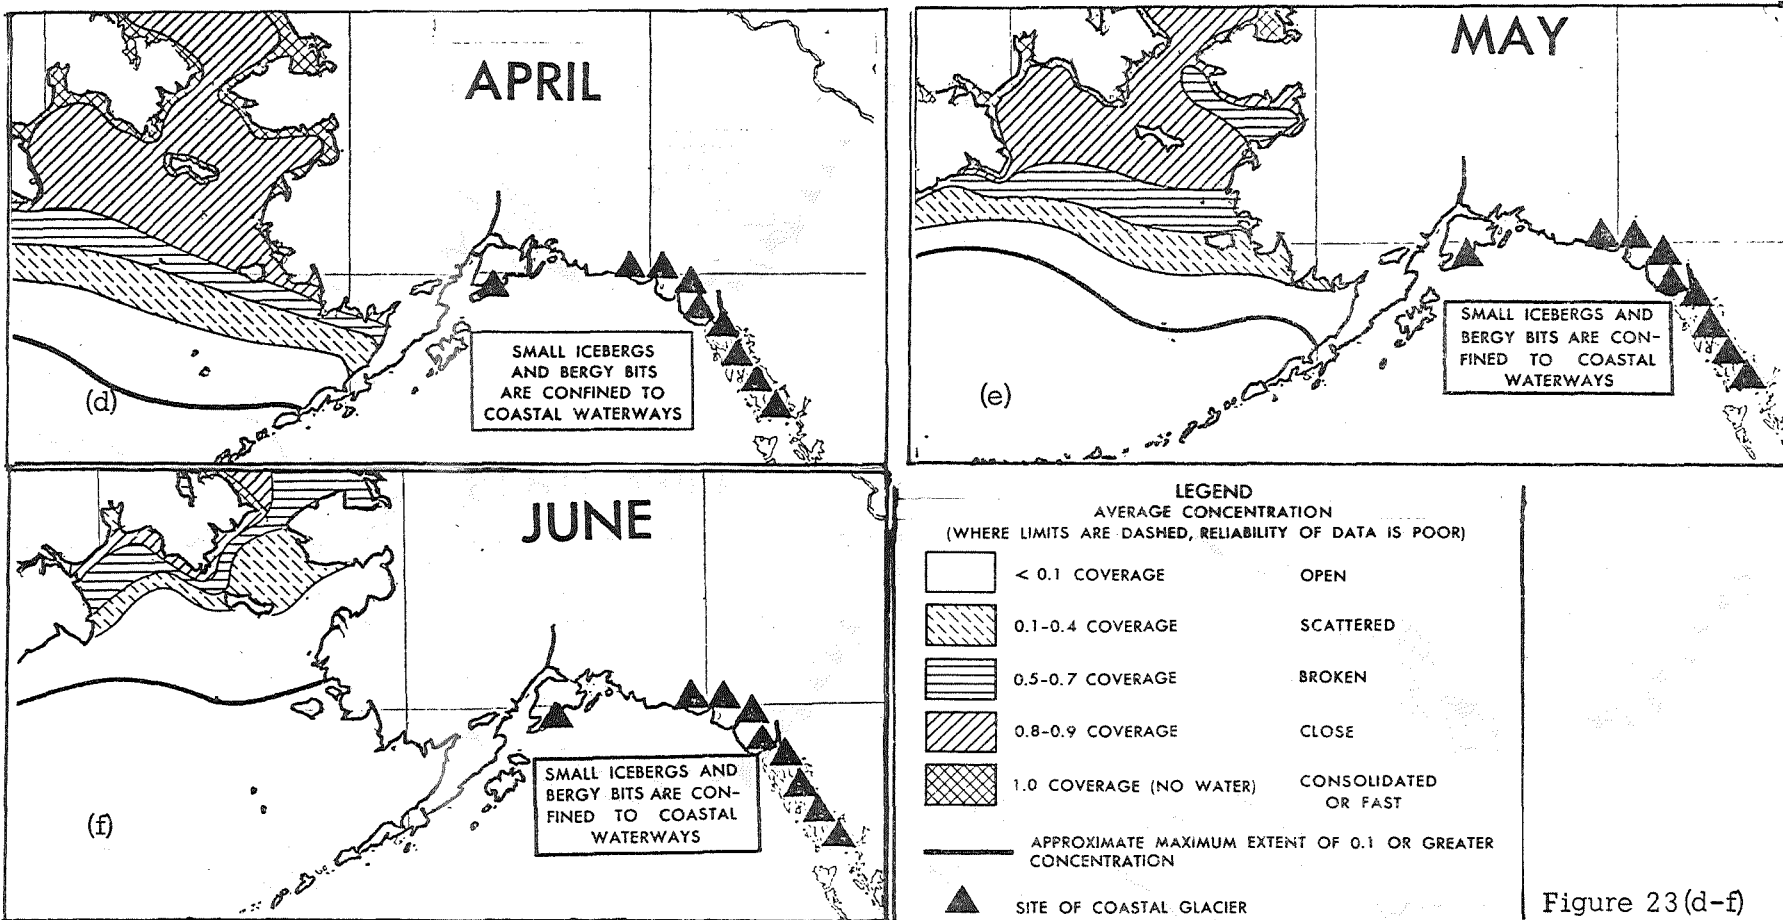 APRIL
SMALL ICEBERGS
AND BERGY BITS
ARE CONFINED TO
COASTAL WATERWAYS
(d)
MAY
SMALL ICEBERGS AND
BERGY BITS ARE CON-
FINED TO COASTAL
WATERWAYS
(e)
JUNE
SMALL ICEBERGS AND
BERGY BITS ARE CON-
FINED TO COASTAL
WATERWAYS
(f)
LEGEND
AVERAGE CONCENTRATION
(WHERE LIMITS ARE DASHED, RELIABILITY OF DATA IS POOR)
< 0.1 COVERAGE OPEN
0.1-0.4 COVERAGE SCATTERED
0.5-0.7 COVERAGE BROKEN
0.8-0.9 COVERAGE CLOSE
1.0 COVERAGE (NO WATER) CONSOLIDATED
OR FAST
APPROXIMATE MAXIMUM EXTENT OF 0.1 OR GREATER
CONCENTRATION
SITE OF COASTAL GLACIER
Figure 23(d-f)